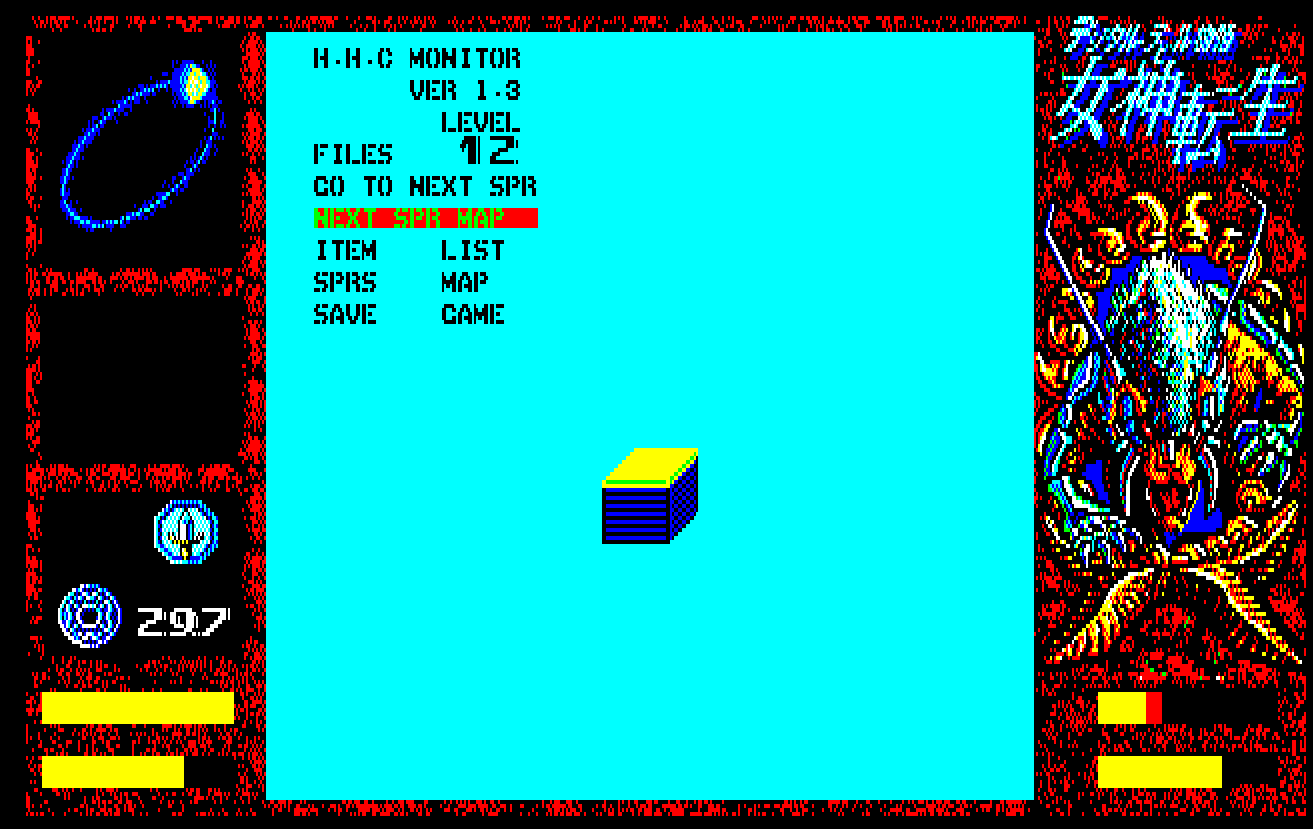 H.H.C MONITOR
VER 1.3
LEVEL
FILES 12
GO TO NEXT SPR
NEXT SPR MAP
ITEM LIST
SPRS MAP
SAVE GAME
297
女神転生